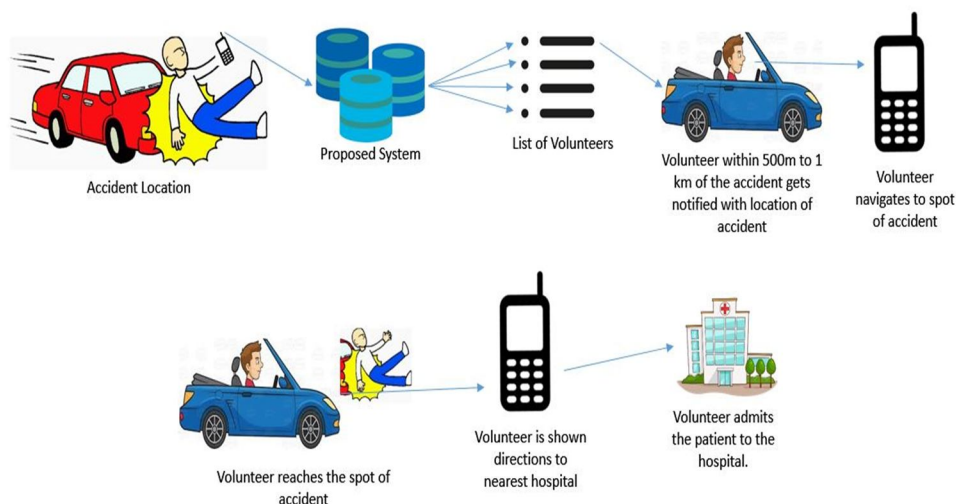 Accident Location
Proposed System
List of Volunteers
Volunteer within 500m to 1
km of the accident gets
notified with location of
accident
Volunteer
navigates to spot
of accident
Volunteer reaches the spot of
accident
Volunteer is shown
directions to
nearest hospital
Volunteer admits
the patient to the
hospital.